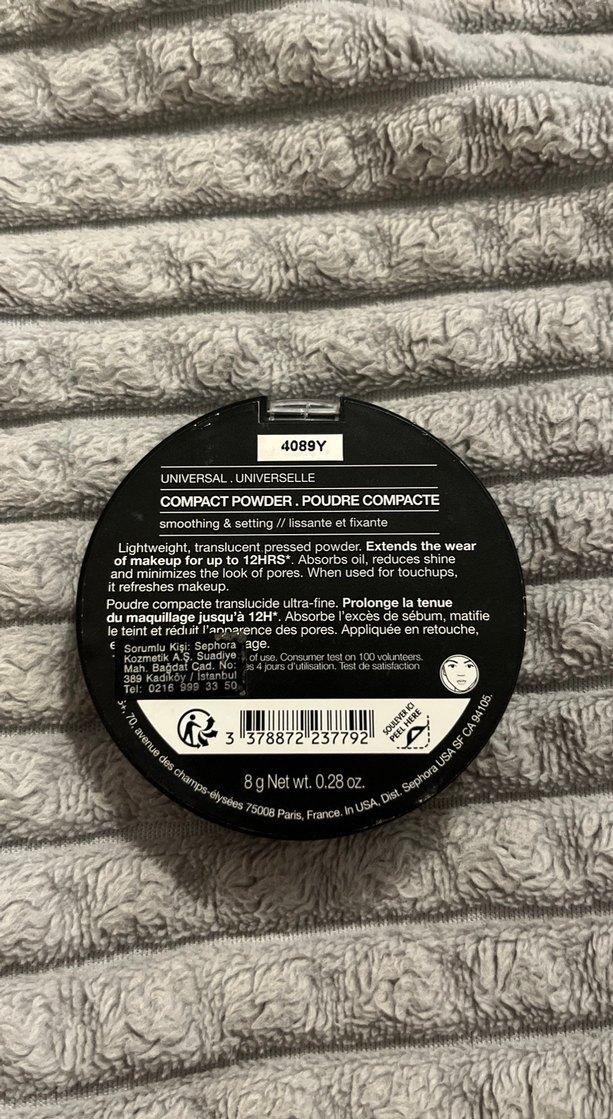 4089Y
UNIVERSAL . UNIVERSELLE
COMPACT POWDER . POUDRE COMPACTE
smoothing & setting // lissante et fixante
Lightweight, translucent pressed powder. Extends the wear
of makeup for up to 12HRS*. Absorbs oil, reduces shine
and minimizes the look of pores. When used for touchups,
it refreshes makeup.
Poudre compacte translucide ultra-fine. Prolonge la tenue
du maquillage jusqu'à 12H*. Absorbe l'excès de sébum, matifie
le teint et réduit l'apparence des pores. Appliquée en retouche,
of use. Consumer test on 100 volunteers.
4 jours d'utilisation. Test de satisfaction
Sorumlu Kişi: Sephora
Kozmetik A.Ş. Suadiye
Mah. Bağdat Cad. No:
389 Kadıköy / İstanbul
Tel: 0216 999 33 50
3 378872 237792
SOULEVER ICI
PEEL HERE
8 g Net wt. 0.28 oz.
70, avenue des champs-élysées 75008 Paris, France. In USA, Dist. Sephora USA SF CA 94105.